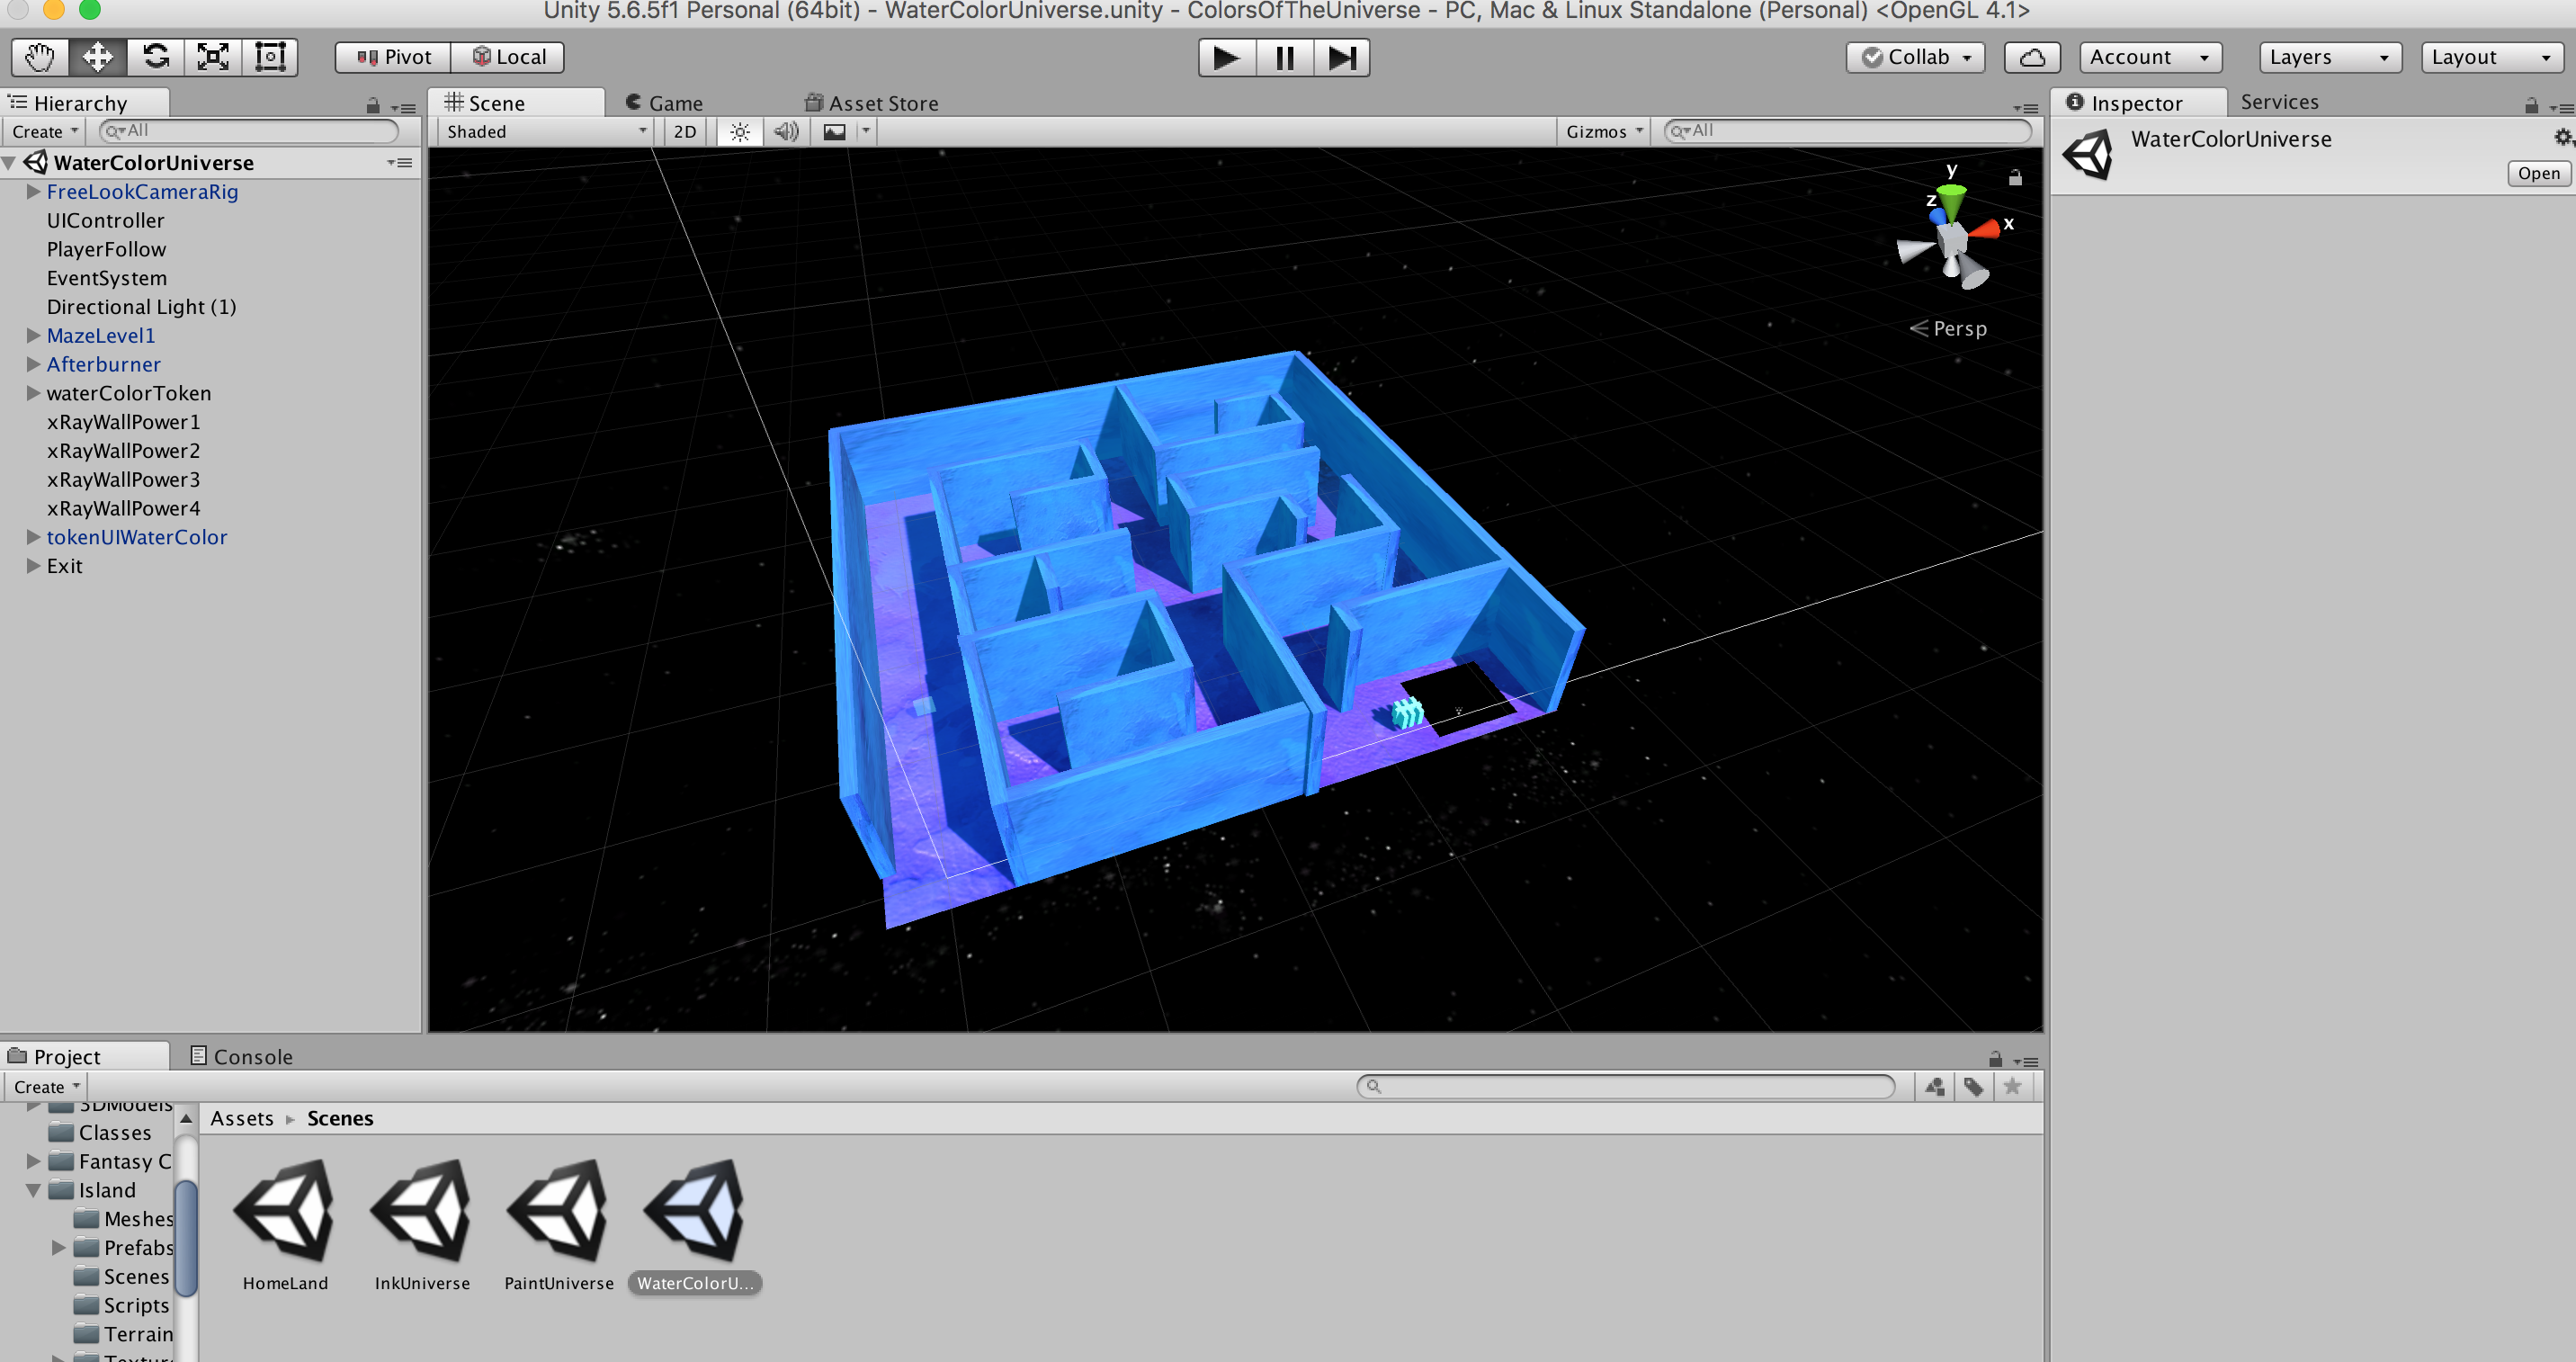 Unity 5.6.5f1 Personal (64bit) - WaterColorUniverse.unity - ColorsOfTheUniverse - PC, Mac & Linux Standalone (Personal) <OpenGL 4.1>
Pivot Local Collab Account Layers Layout
Hierarchy
Create All
WaterColorUniverse
FreeLookCameraRig
UIController
PlayerFollow
EventSystem
Directional Light (1)
MazeLevel1
Afterburner
waterColorToken
xRayWallPower1
xRayWallPower2
xRayWallPower3
xRayWallPower4
tokenUIWaterColor
Exit
Scene Game Asset Store
Shaded 2D Gizmos All
y
z
x
Persp
Inspector Services
WaterColorUniverse
Open
Project Console
Create
3DModels
Classes
Fantasy C
Island
Meshes
Prefabs
Scenes
Scripts
Terrain
Textur
Assets Scenes
HomeLand InkUniverse PaintUniverse WaterColorU...